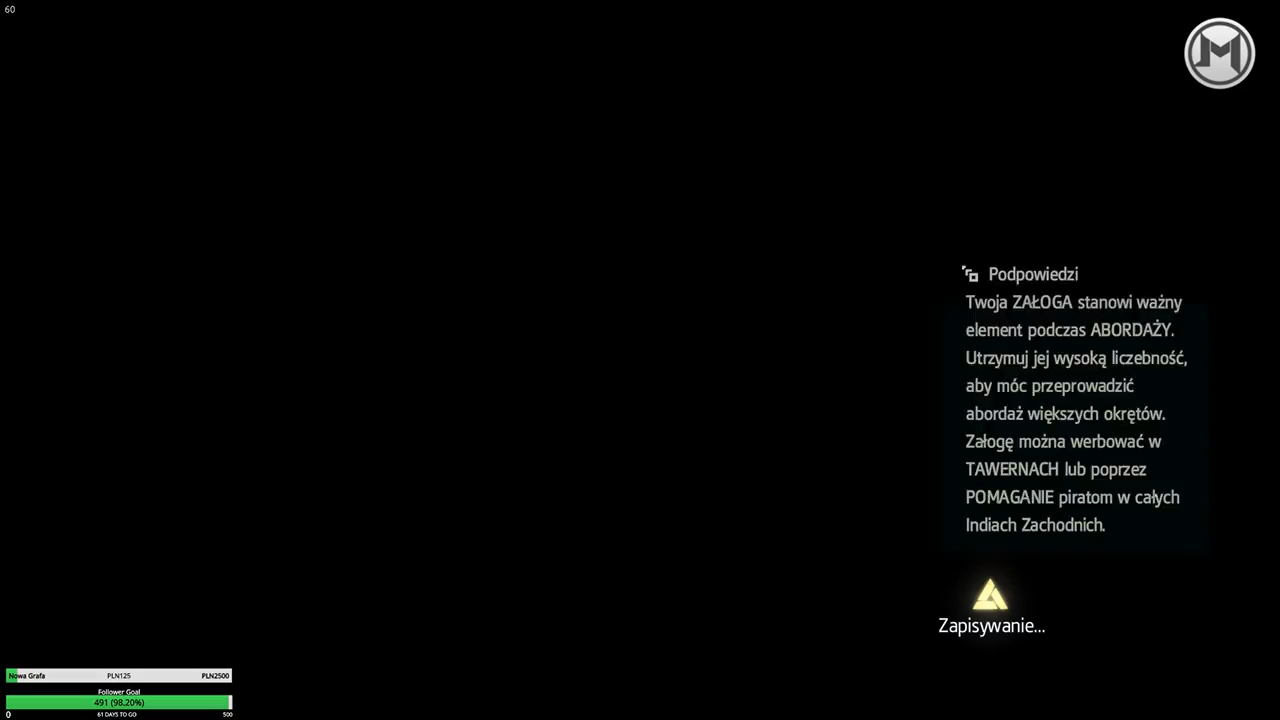 60
M
Podpowiedzi
Twoja ZAŁOGA stanowi ważny
element podczas ABORDAŻY.
Utrzymuj jej wysoką liczebność,
aby móc przeprowadzić
abordaż większych okrętów.
Załogę można werbować w
TAWERNACH lub poprzez
POMAGANIE piratom w całych
Indiach Zachodnich.
Zapisywanie...
Nowa Grafa PLN125 PLN2500
Follower Goal
491 (98.20%)
0 61 DAYS TO GO 500